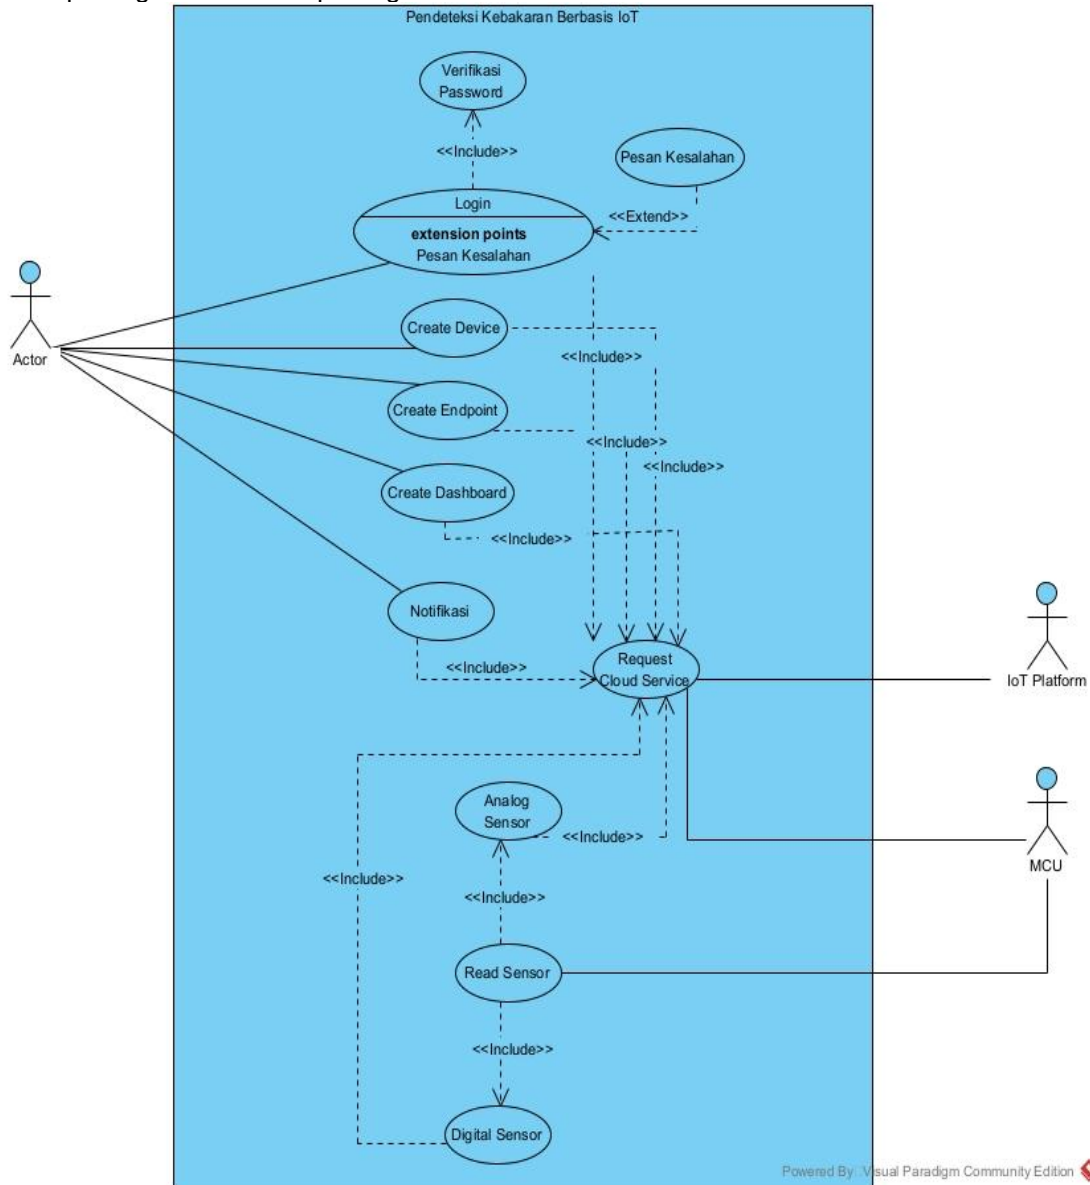 Pendeteksi Kebakaran Berbasis IoT
Verifikasi
Password
<<Include>>
Pesan Kesalahan
<<Extend>>
Login
extension points
Pesan Kesalahan
Actor
Create Device
<<Include>>
Create Endpoint
<<Include>>
<<Include>>
Create Dashboard
<<Include>>
Notifikasi
<<Include>>
Request
Cloud Service
IoT Platform
Analog
Sensor
<<Include>>
MCU
<<Include>>
<<Include>>
Read Sensor
<<Include>>
Digital Sensor
Powered By Visual Paradigm Community Edition